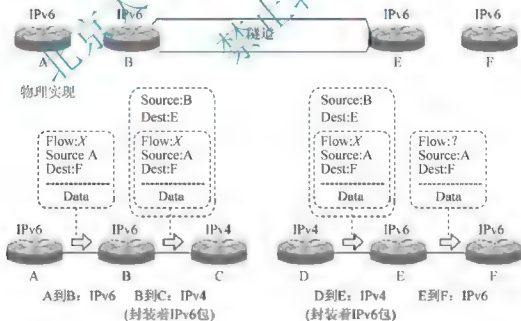 IPv6 IPv6 IPv6 IPv6
隧道
A B E F
物理实现
Source:B
Dest:E
Flow:X
Source A
Dest:F
Data
Flow:X
Source:A
Dest:F
Data
Source:B
Dest:E
Flow:X
Source:A
Dest:F
Data
Flow:?
Source:A
Dest:F
Data
IPv6 IPv6 IPv4 IPv4 IPv6 IPv6
A B C D E F
A到B: IPv6 B到C: IPv4 D到E: IPv4 E到F: IPv6
(封装着IPv6包) (封装着IPv6包)
北京